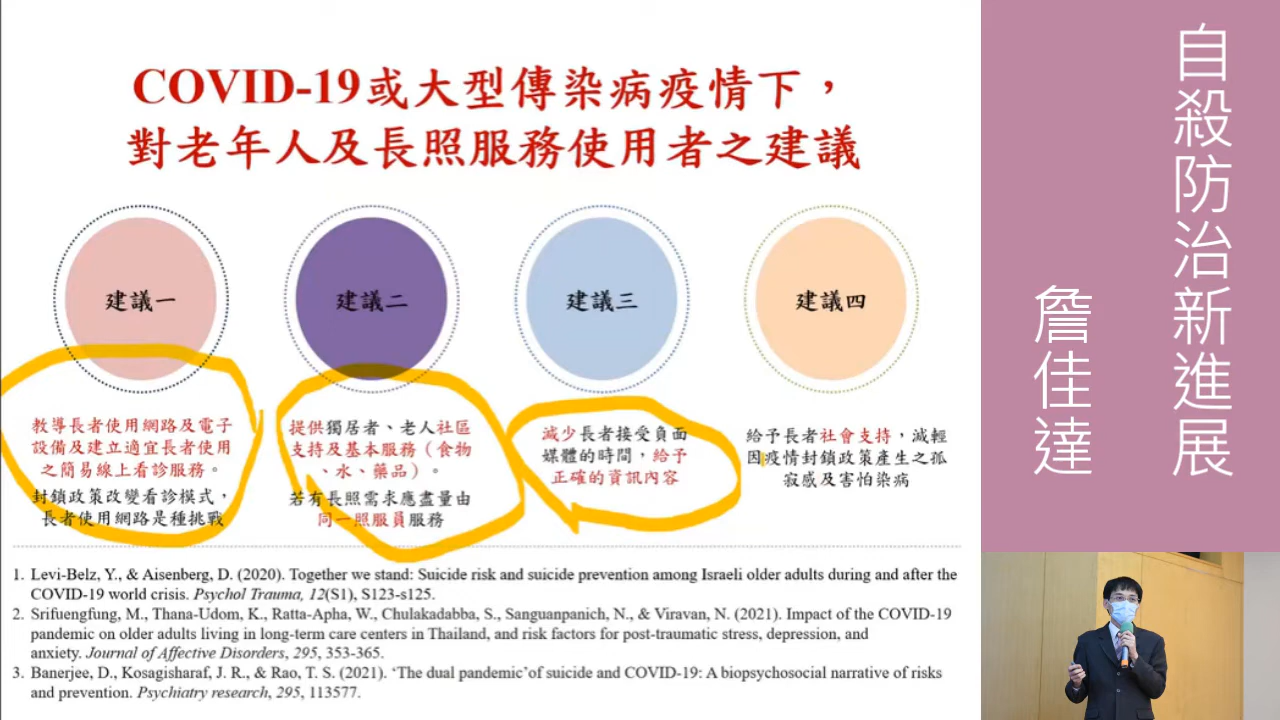 COVID-19或大型傳染病疫情下，
對老年人及長照服務使用者之建議
建議一
教導長者使用網路及電子
設備及建立適宜長者使用
之簡易線上看診服務。
封鎖政策改變看診模式，
長者使用網路是種挑戰
建議二
提供獨居者、老人社區
支持及基本服務（食物
、水、藥品）。
若有長照需求應盡量由
同一照服員服務
建議三
減少長者接受負面
媒體的時間，給予
正確的資訊內容
建議四
給予長者社會支持，減輕
因疫情封鎖政策產生之孤
寂感及害怕染病
1. Levi-Belz, Y., & Aisenberg, D. (2020). Together we stand: Suicide risk and suicide prevention among Israeli older adults during and after the
COVID-19 world crisis. Psychol Trauma, 12(S1), S123-s125.
2. Srifuengfung, M., Thana-Udom, K., Ratta-Apha, W., Chulakadabba, S., Sanguanpanich, N., & Viravan, N. (2021). Impact of the COVID-19
pandemic on older adults living in long-term care centers in Thailand, and risk factors for post-traumatic stress, depression, and
anxiety. Journal of Affective Disorders, 295, 353-365.
3. Banerjee, D., Kosagisharaf, J. R., & Rao, T. S. (2021). ‘The dual pandemic’of suicide and COVID-19: A biopsychosocial narrative of risks
and prevention. Psychiatry research, 295, 113577.
自殺防治新進展
詹佳達